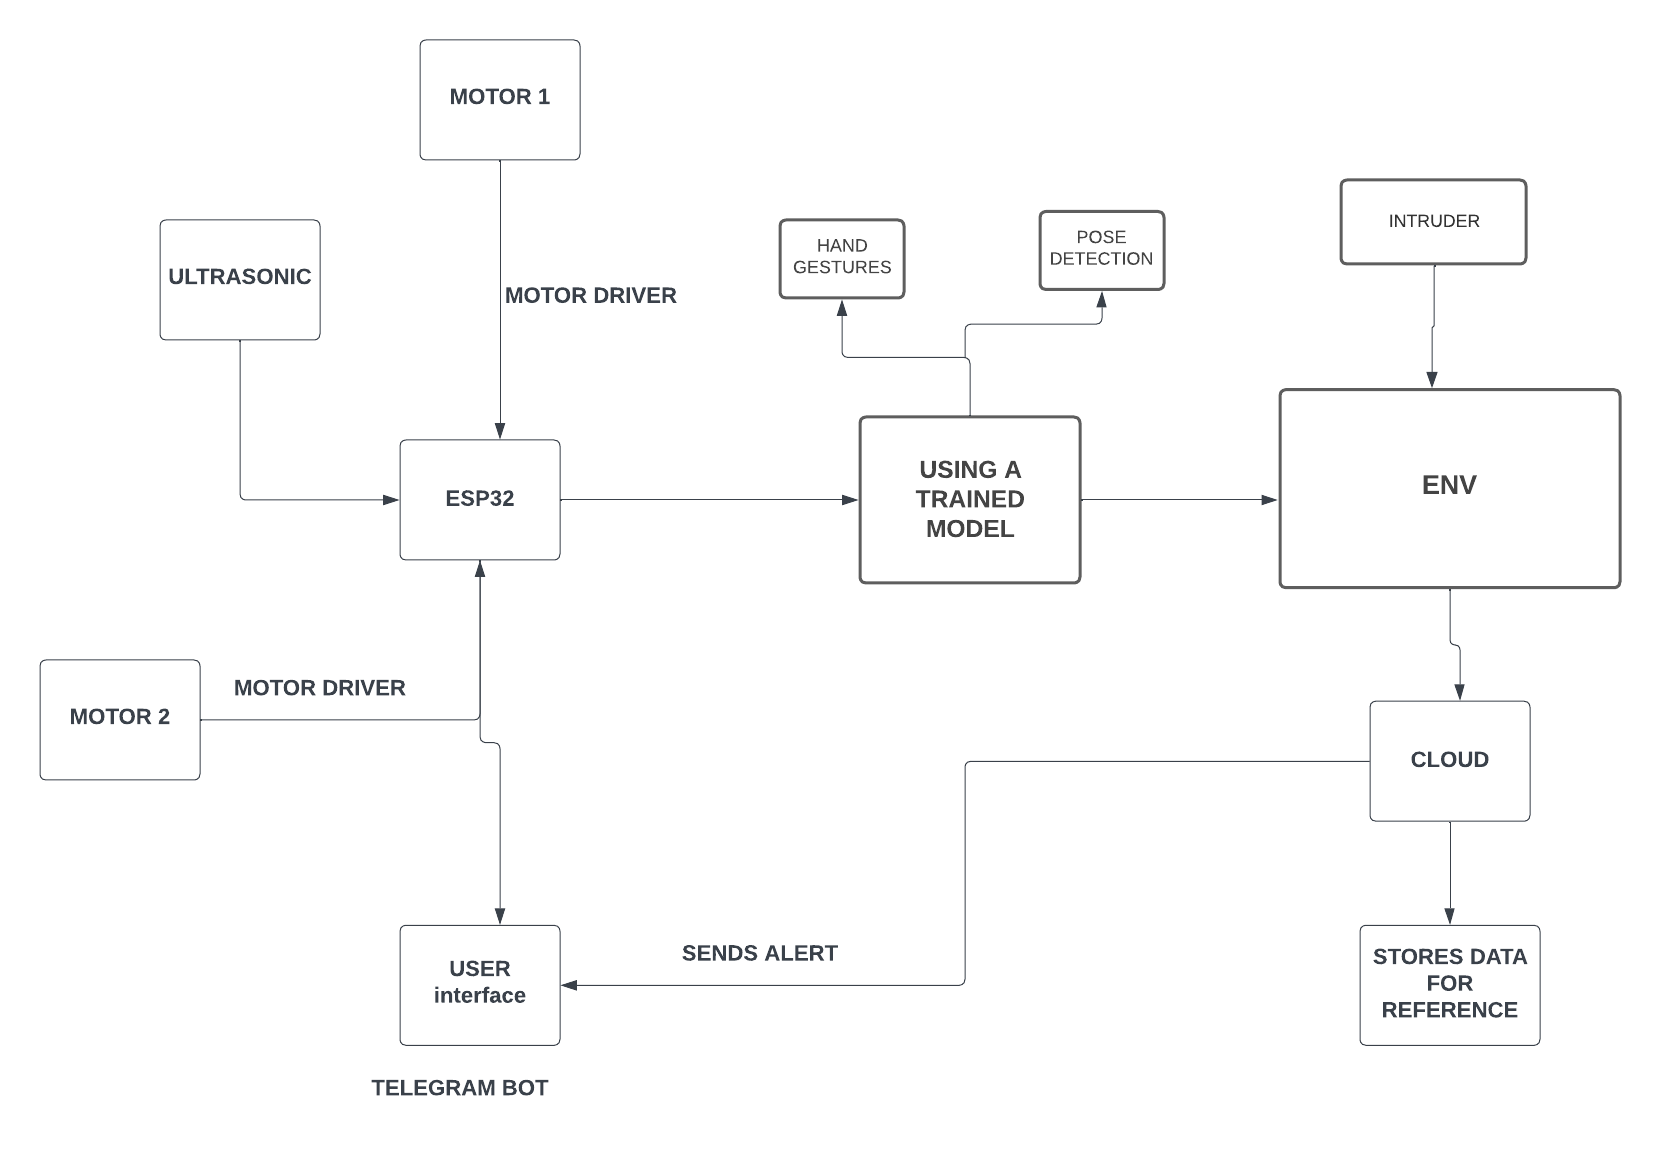 MOTOR 1
ULTRASONIC
MOTOR DRIVER
HAND
GESTURES
POSE
DETECTION
INTRUDER
ESP32
USING A
TRAINED
MODEL
ENV
MOTOR 2
MOTOR DRIVER
CLOUD
USER
interface
SENDS ALERT
STORES DATA
FOR
REFERENCE
TELEGRAM BOT